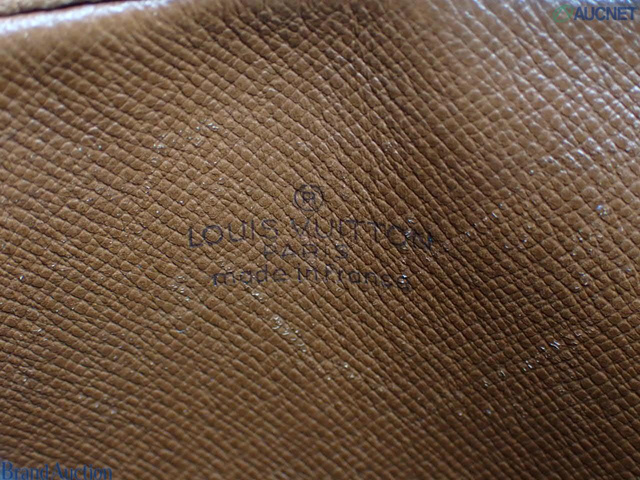 AUCNET
®
LOUIS VUITTON
PARIS
made in France
Brand Auction